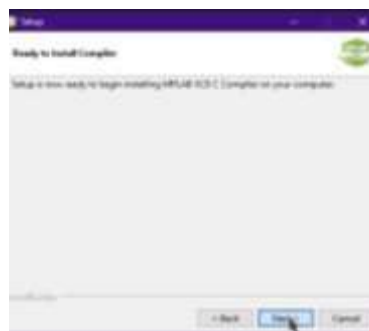 Setup
Ready to Install Compiler
Setup is now ready to begin installing MPLAB XC8 C Compiler on your computer.
< Back
Next >
Cancel